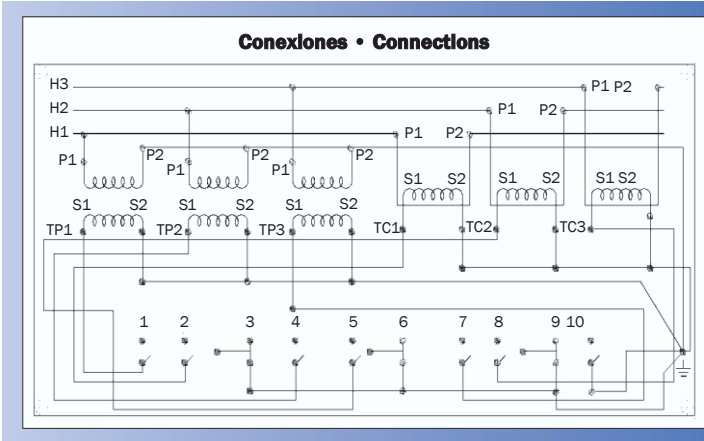 Conexiones • Connections
H3 P1 P2
H2 P1 P2
H1 P1 P2
P1 P2 P1 P2 P1 P2
S1 S2 S1 S2 S1 S2
S1 S2 S1 S2 S1 S2
TP1 TP2 TP3 TC1 TC2 TC3
1 2 3 4 5 6 7 8 9 10